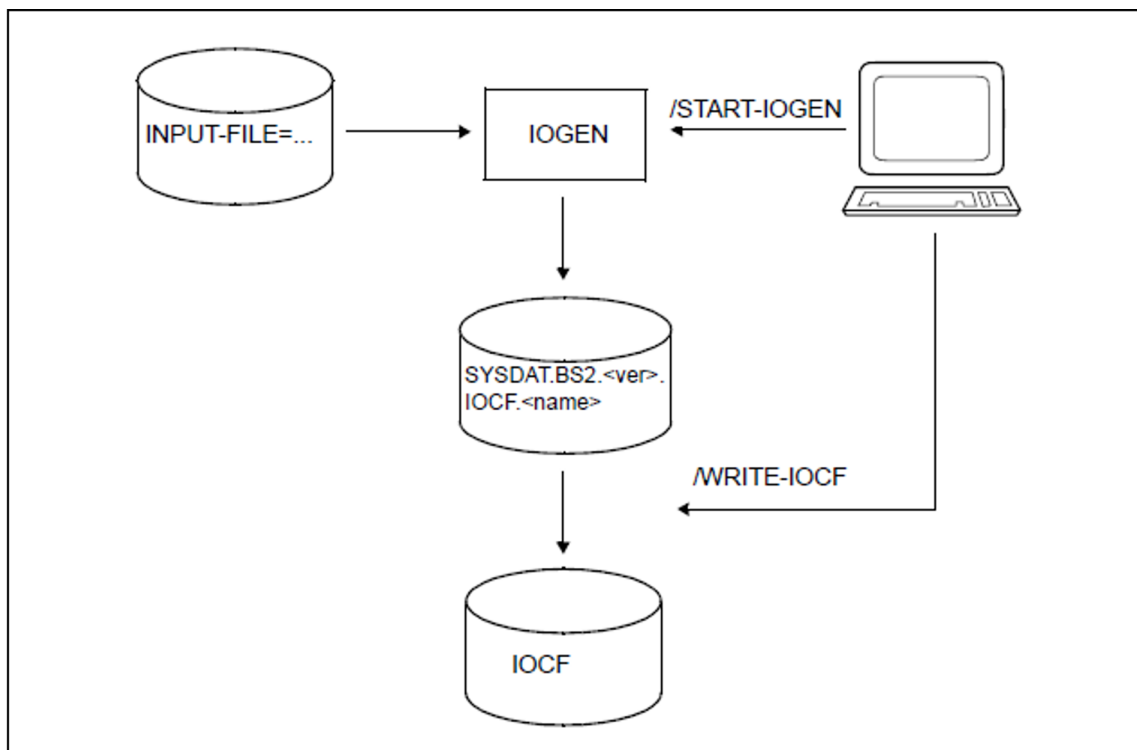 INPUT-FILE=...
IOGEN
/START-IOGEN
SYSDAT.BS2.<ver>.
IOCF.<name>
/WRITE-IOCF
IOCF